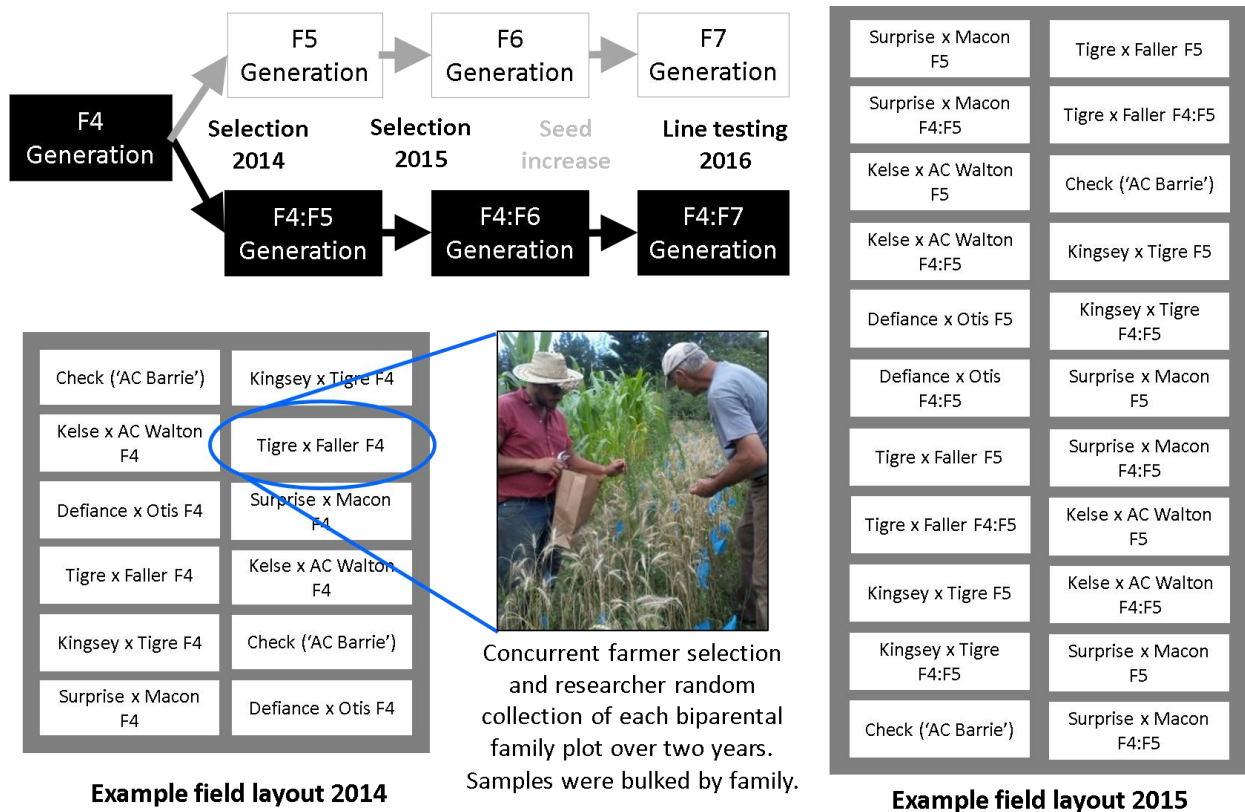 F5
Generation
F6
Generation
F7
Generation
F4
Generation
Selection
2014
Selection
2015
Seed
increase
Line testing
2016
F4:F5
Generation
F4:F6
Generation
F4:F7
Generation
Check (‘AC Barrie’)
Kingsey x Tigre F4
Kelse x AC Walton
F4
Tigre x Faller F4
Defiance x Otis F4
Surprise x Macon
F4
Tigre x Faller F4
Kelse x AC Walton
F4
Kingsey x Tigre F4
Check (‘AC Barrie’)
Surprise x Macon
F4
Defiance x Otis F4
Example field layout 2014
Concurrent farmer selection
and researcher random
collection of each biparental
family plot over two years.
Samples were bulked by family.
Surprise x Macon
F5
Tigre x Faller F5
Surprise x Macon
F4:F5
Tigre x Faller F4:F5
Kelse x AC Walton
F5
Check (‘AC Barrie’)
Kelse x AC Walton
F4:F5
Kingsey x Tigre F5
Defiance x Otis F5
Kingsey x Tigre
F4:F5
Defiance x Otis
F4:F5
Surprise x Macon
F5
Tigre x Faller F5
Surprise x Macon
F4:F5
Tigre x Faller F4:F5
Kelse x AC Walton
F5
Kingsey x Tigre F5
Kelse x AC Walton
F4:F5
Kingsey x Tigre
F4:F5
Surprise x Macon
F5
Check (‘AC Barrie’)
Surprise x Macon
F4:F5
Example field layout 2015